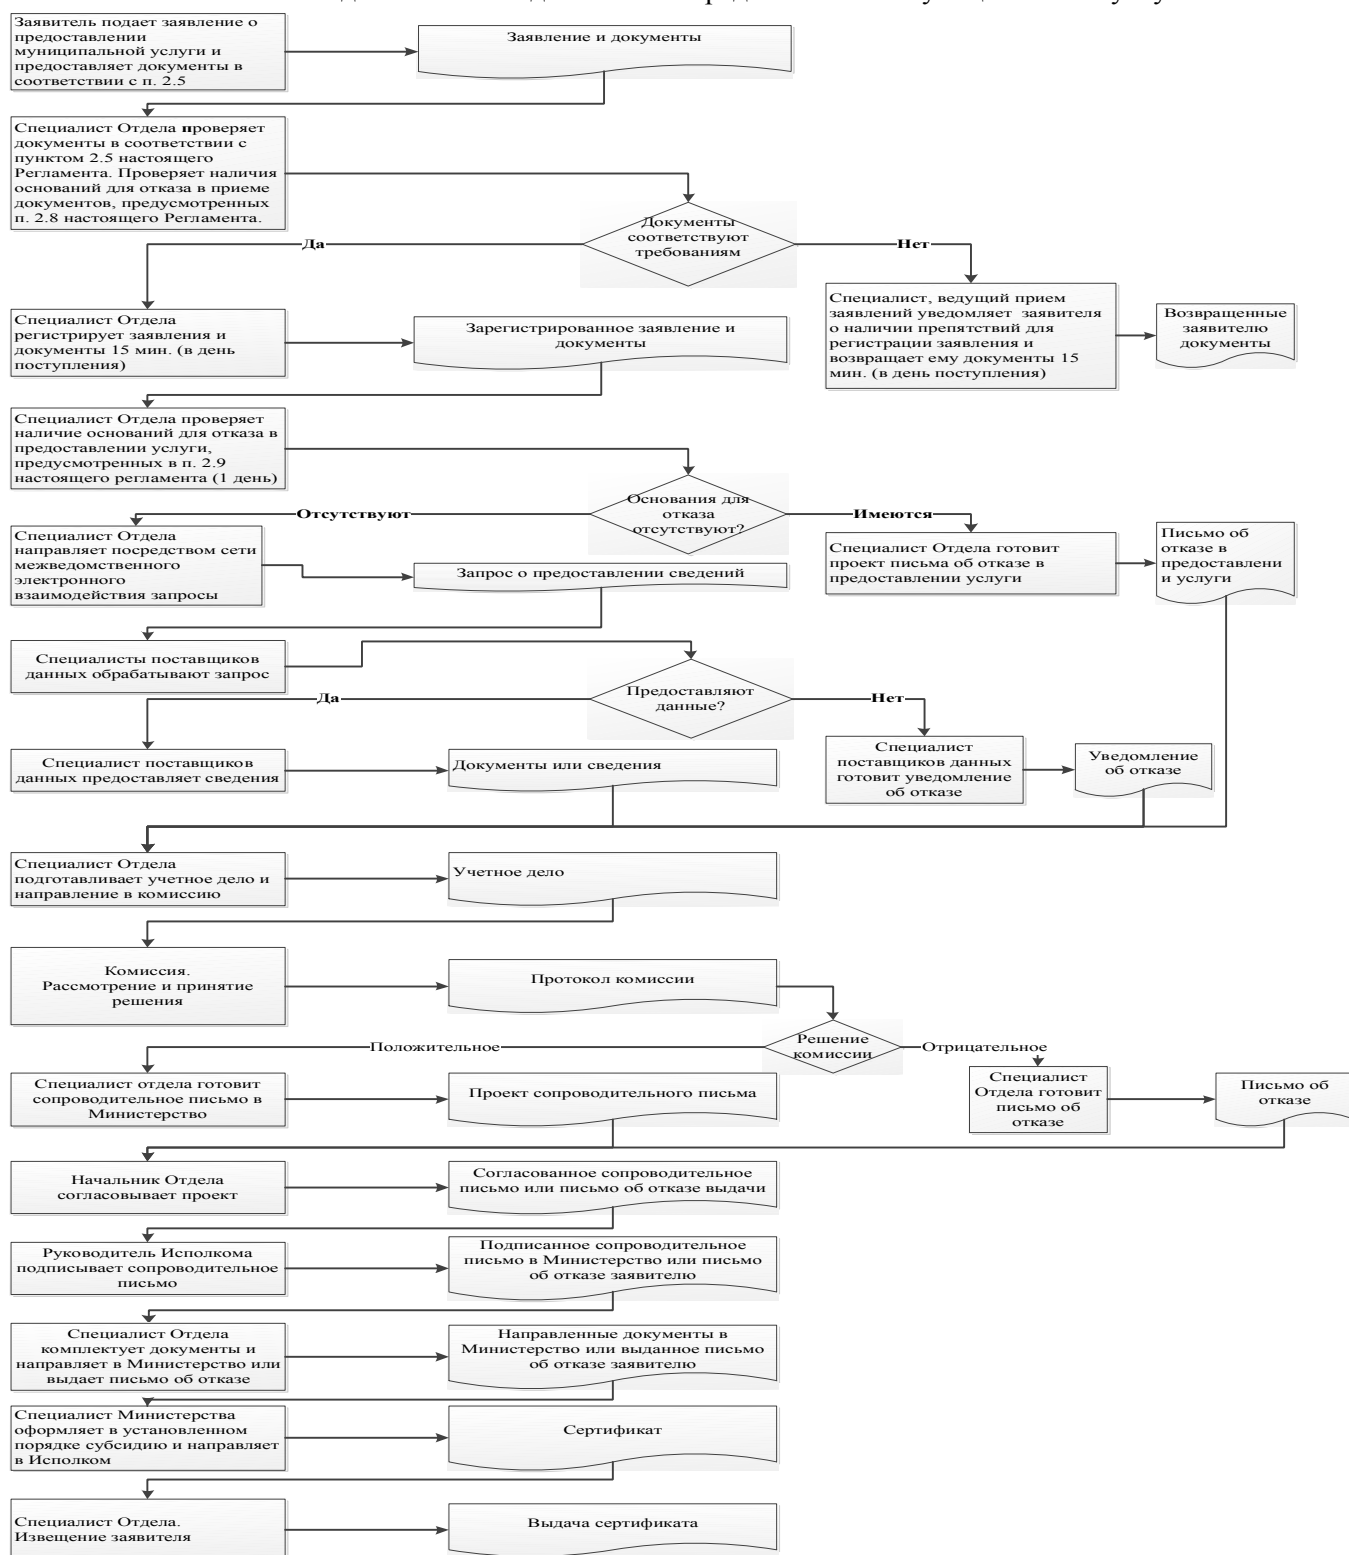 Заявитель подает заявление о
предоставлении
муниципальной услуги и
предоставляет документы в
соответствии с п. 2.5
Заявление и документы
Специалист Отдела проверяет
документы в соответствии с
пунктом 2.5 настоящего
Регламента. Проверяет наличия
оснований для отказа в приеме
документов, предусмотренных
п. 2.8 настоящего Регламента.
Документы
соответствуют
требованиям
Да
Нет
Специалист Отдела
регистрирует заявления и
документы 15 мин. (в день
поступления)
Зарегистрированное заявление и
документы
Специалист, ведущий прием
заявлений уведомляет заявителя
о наличии препятствий для
регистрации заявления и
возвращает ему документы 15
мин. (в день поступления)
Возвращенные
заявителю
документы
Специалист Отдела проверяет
наличие оснований для отказа в
предоставлении услуги,
предусмотренных в п. 2.9
настоящего регламента (1 день)
Основания для
отказа
отсутствуют?
Отсутствуют
Имеются
Специалист Отдела
направляет посредством сети
межведомственного
электронного
взаимодействия запросы
Запрос о предоставлении сведений
Специалист Отдела готовит
проект письма об отказе в
предоставлении услуги
Письмо об
отказе в
предоставлени
и услуги
Специалисты поставщиков
данных обрабатывают запрос
Предоставляют
данные?
Да
Нет
Специалист поставщиков
данных предоставляет сведения
Документы или сведения
Специалист
поставщиков данных
готовит уведомление
об отказе
Уведомление
об отказе
Специалист Отдела
подготавливает учетное дело и
направление в комиссию
Учетное дело
Комиссия.
Рассмотрение и принятие
решения
Протокол комиссии
Решение
комиссии
Положительное
Отрицательное
Специалист отдела готовит
сопроводительное письмо в
Министерство
Проект сопроводительного письма
Специалист
Отдела готовит
письмо об
отказе
Письмо об
отказе
Начальник Отдела
согласовывает проект
Согласованное сопроводительное
письмо или письмо об отказе выдачи
Руководитель Исполкома
подписывает сопроводительное
письмо
Подписанное сопроводительное
письмо в Министерство или письмо
об отказе заявителю
Специалист Отдела
комплектует документы и
направляет в Министерство или
выдает письмо об отказе
Направленные документы в
Министерство или выданное письмо
об отказе заявителю
Специалист Министерства
оформляет в установленном
порядке субсидию и направляет
в Исполком
Сертификат
Специалист Отдела.
Извещение заявителя
Выдача сертификата